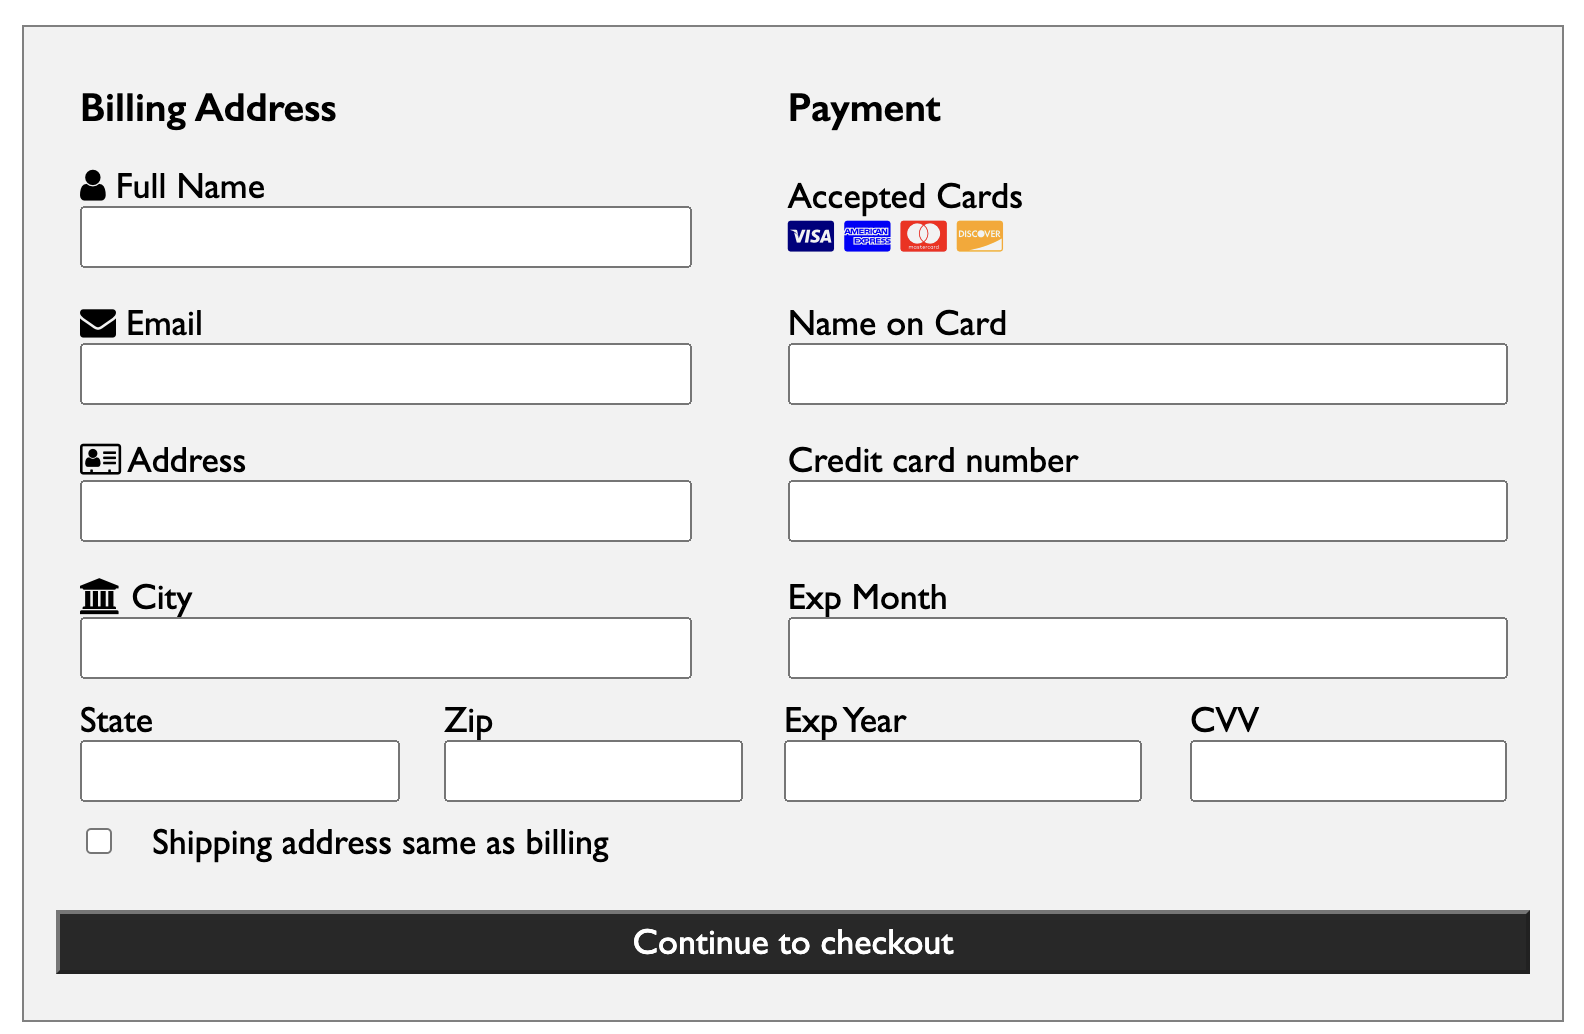 Billing Address
Full Name
Email
Address
City
State
Zip
Shipping address same as billing
Payment
Accepted Cards
VISA
AMERICAN EXPRESS
mastercard
DISCOVER
Name on Card
Credit card number
Exp Month
Exp Year
CVV
Continue to checkout